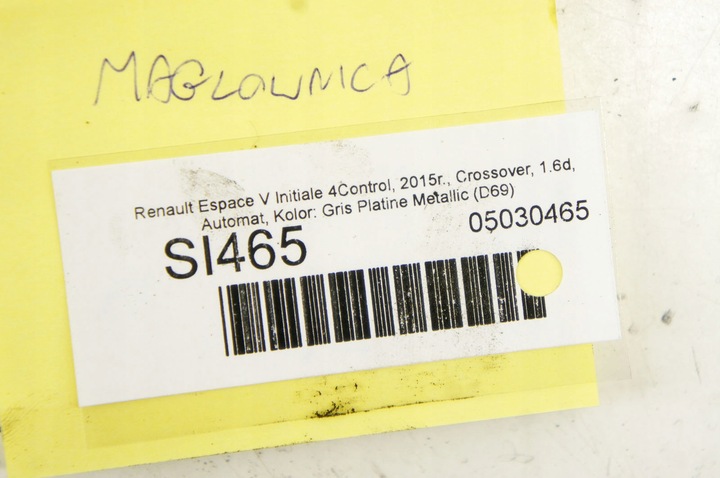 MAGLOWNICA
Renault Espace V Initiale 4Control, 2015r., Crossover, 1.6d,
Automat, Kolor: Gris Platine Metallic (D69)
SI465 05030465